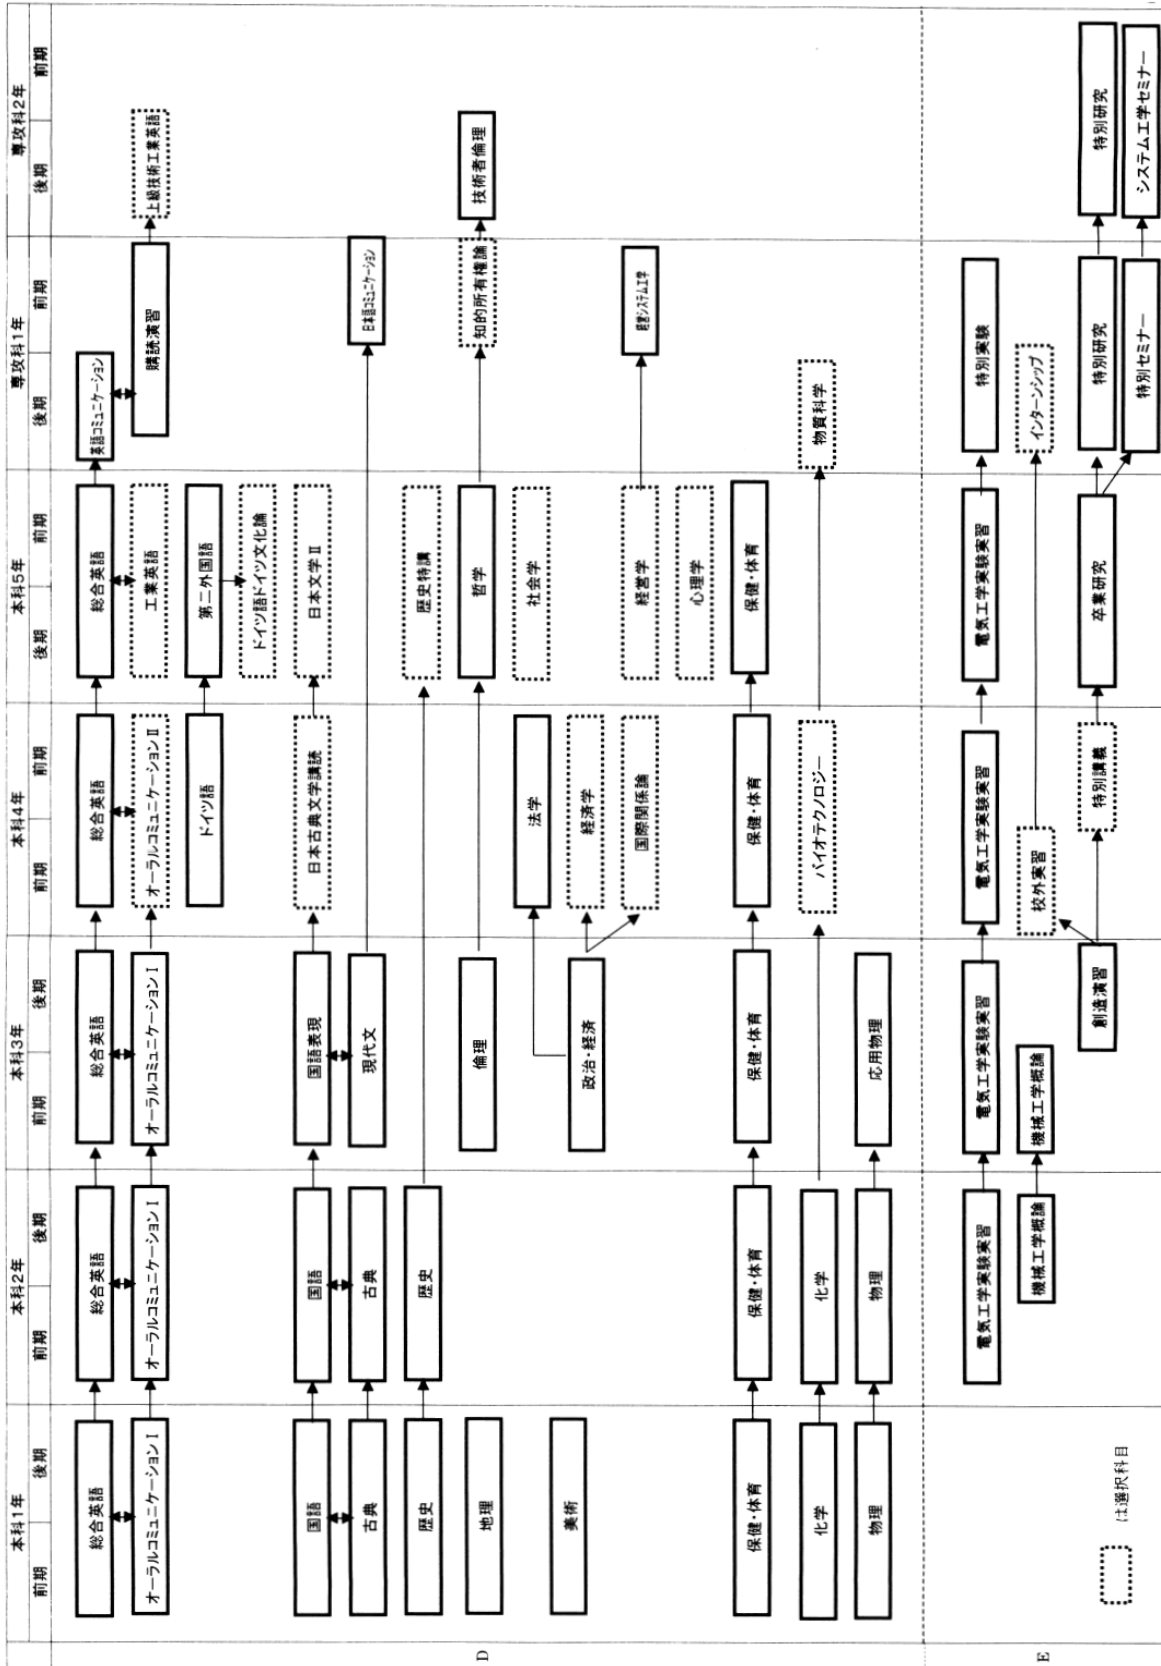 本科1年 本科2年 本科3年 本科4年 本科5年 専攻科1年 専攻科2年
前期 後期 前期 後期 前期 後期 前期 前期 後期 前期 後期 前期 後期 前期
D
総合英語 総合英語 総合英語 総合英語 総合英語 英語コミュニケーション
オーラルコミュニケーションⅠ オーラルコミュニケーションⅠ オーラルコミュニケーションⅠ オーラルコミュニケーションⅡ 工業英語 購読演習 上級技術工業英語
ドイツ語 第二外国語
ドイツ語ドイツ文化論
国語 国語 国語表現 日本古典文学講読 日本文学Ⅱ
古典 古典 現代文 日本語コミュニケーション
歴史 歴史 歴史特講
地理 倫理 哲学 知的所有権論 技術者倫理
法学 社会学
美術 政治・経済 経済学
国際関係論 経営学 経営システム工学
心理学
保健・体育 保健・体育 保健・体育 保健・体育 保健・体育
化学 化学 バイオテクノロジー 物質科学
物理 物理 応用物理
E
電気工学実験実習 電気工学実験実習 電気工学実験実習 電気工学実験実習 特別実験
機械工学概論 機械工学概論 校外実習 インターンシップ
創造演習 特別講義 卒業研究 特別研究 特別研究
特別セミナー システム工学セミナー
は選択科目